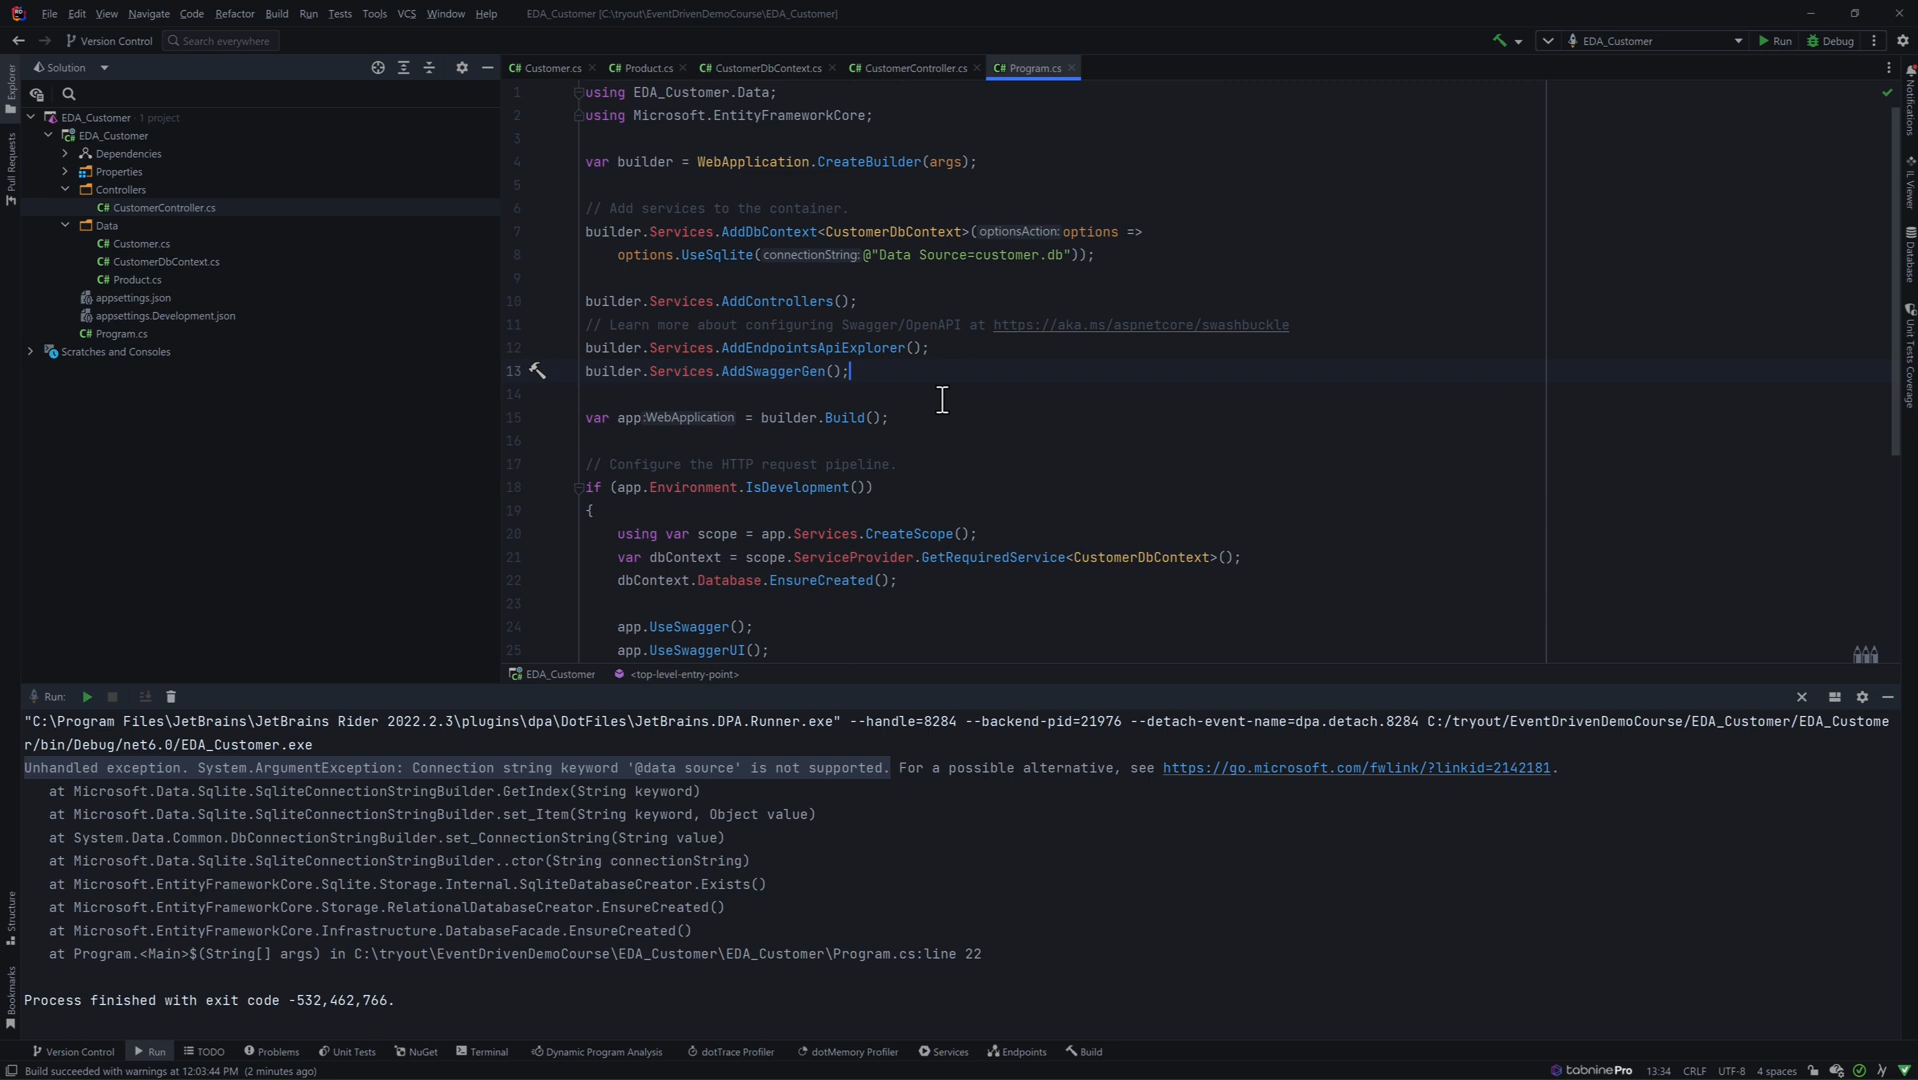 File Edit View Navigate Code Refactor Build Run Tests Tools VCS Window Help EDA_Customer [C:\tryout\EventDrivenDemoCourse\EDA_Customer]
Version Control Search everywhere EDA_Customer Run Debug
Solution
Customer.cs Product.cs CustomerDbContext.cs CustomerController.cs Program.cs
EDA_Customer 1 project
EDA_Customer
Dependencies
Properties
Controllers
CustomerController.cs
Data
Customer.cs
CustomerDbContext.cs
Product.cs
appsettings.json
appsettings.Development.json
Program.cs
Scratches and Consoles
1 using EDA_Customer.Data;
2 using Microsoft.EntityFrameworkCore;
3
4 var builder = WebApplication.CreateBuilder(args);
5
6 // Add services to the container.
7 builder.Services.AddDbContext<CustomerDbContext>(optionsAction: options =>
8 options.UseSqlite(connectionString: @"Data Source=customer.db"));
9
10 builder.Services.AddControllers();
11 // Learn more about configuring Swagger/OpenAPI at https://aka.ms/aspnetcore/swashbuckle
12 builder.Services.AddEndpointsApiExplorer();
13 builder.Services.AddSwaggerGen();
14
15 var app :WebApplication = builder.Build();
16
17 // Configure the HTTP request pipeline.
18 if (app.Environment.IsDevelopment())
19 {
20 using var scope = app.Services.CreateScope();
21 var dbContext = scope.ServiceProvider.GetRequiredService<CustomerDbContext>();
22 dbContext.Database.EnsureCreated();
23
24 app.UseSwagger();
25 app.UseSwaggerUI();
EDA_Customer <top-level-entry-point>
Run:
"C:\Program Files\JetBrains\JetBrains Rider 2022.2.3\plugins\dpa\DotFiles\JetBrains.DPA.Runner.exe" --handle=8284 --backend-pid=21976 --detach-event-name=dpa.detach.8284 C:/tryout/EventDrivenDemoCourse/EDA_Customer/EDA_Custome
r/bin/Debug/net6.0/EDA_Customer.exe
Unhandled exception. System.ArgumentException: Connection string keyword '@data source' is not supported. For a possible alternative, see https://go.microsoft.com/fwlink/?linkid=2142181.
at Microsoft.Data.Sqlite.SqliteConnectionStringBuilder.GetIndex(String keyword)
at Microsoft.Data.Sqlite.SqliteConnectionStringBuilder.set_Item(String keyword, Object value)
at System.Data.Common.DbConnectionStringBuilder.set_ConnectionString(String value)
at Microsoft.Data.Sqlite.SqliteConnectionStringBuilder..ctor(String connectionString)
at Microsoft.EntityFrameworkCore.Sqlite.Storage.Internal.SqliteDatabaseCreator.Exists()
at Microsoft.EntityFrameworkCore.Storage.RelationalDatabaseCreator.EnsureCreated()
at Microsoft.EntityFrameworkCore.Infrastructure.DatabaseFacade.EnsureCreated()
at Program.<Main>$(String[] args) in C:\tryout\EventDrivenDemoCourse\EDA_Customer\EDA_Customer\Program.cs:line 22
Process finished with exit code -532,462,766.
Version Control Run TODO Problems Unit Tests NuGet Terminal Dynamic Program Analysis dotTrace Profiler dotMemory Profiler Services Endpoints Build
Build succeeded with warnings at 12:03:44 PM (2 minutes ago) tabnine Pro 13:34 CRLF UTF-8 4 spaces
Explorer
Pull Requests
Structure
Bookmarks
Notifications
IL Viewer
Database
Unit Tests Coverage